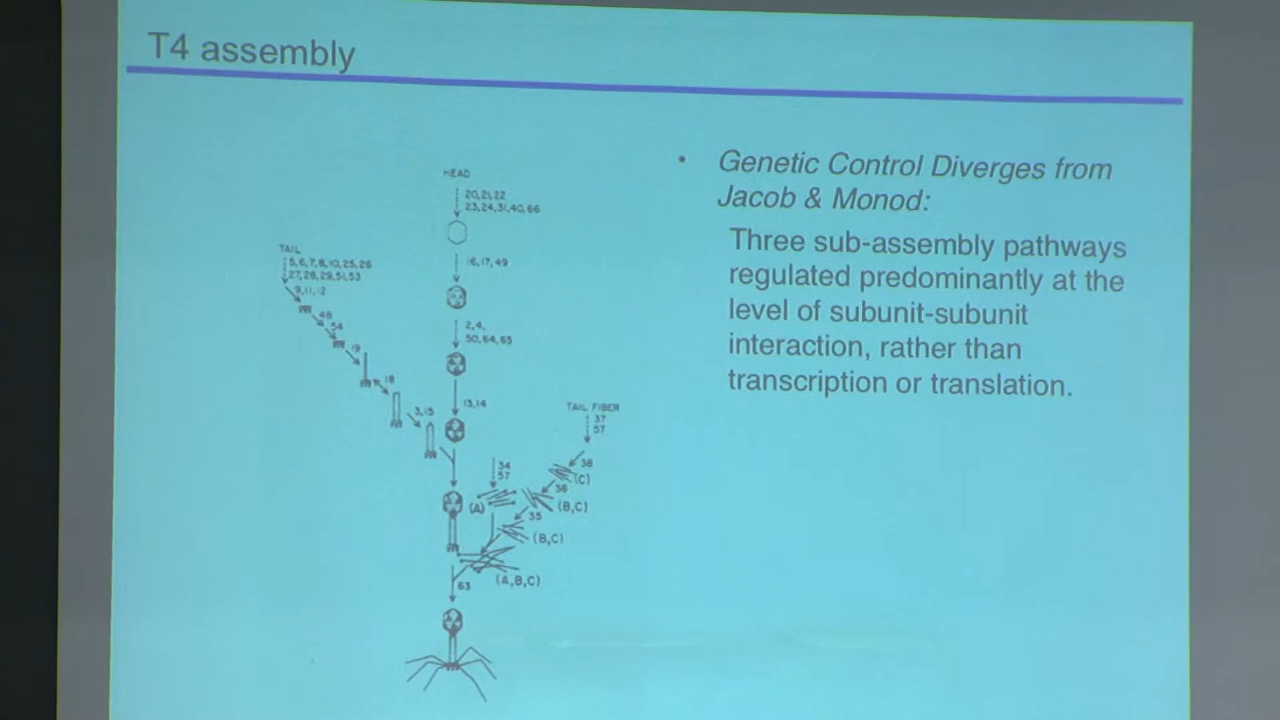 T4 assembly
HEAD
20,21,22
23,24,31,40,66
16,17,49
2,4,
50,64,65
13,14
TAIL
5,6,7,8,10,25,26
27,28,29,51,53
9,11,12
48
54
19
18
3,15
TAIL FIBER
37
57
38
(C)
36
(B,C)
35
(B,C)
34
57
(A)
(A,B,C)
63
• Genetic Control Diverges from
Jacob & Monod:
Three sub-assembly pathways
regulated predominantly at the
level of subunit-subunit
interaction, rather than
transcription or translation.